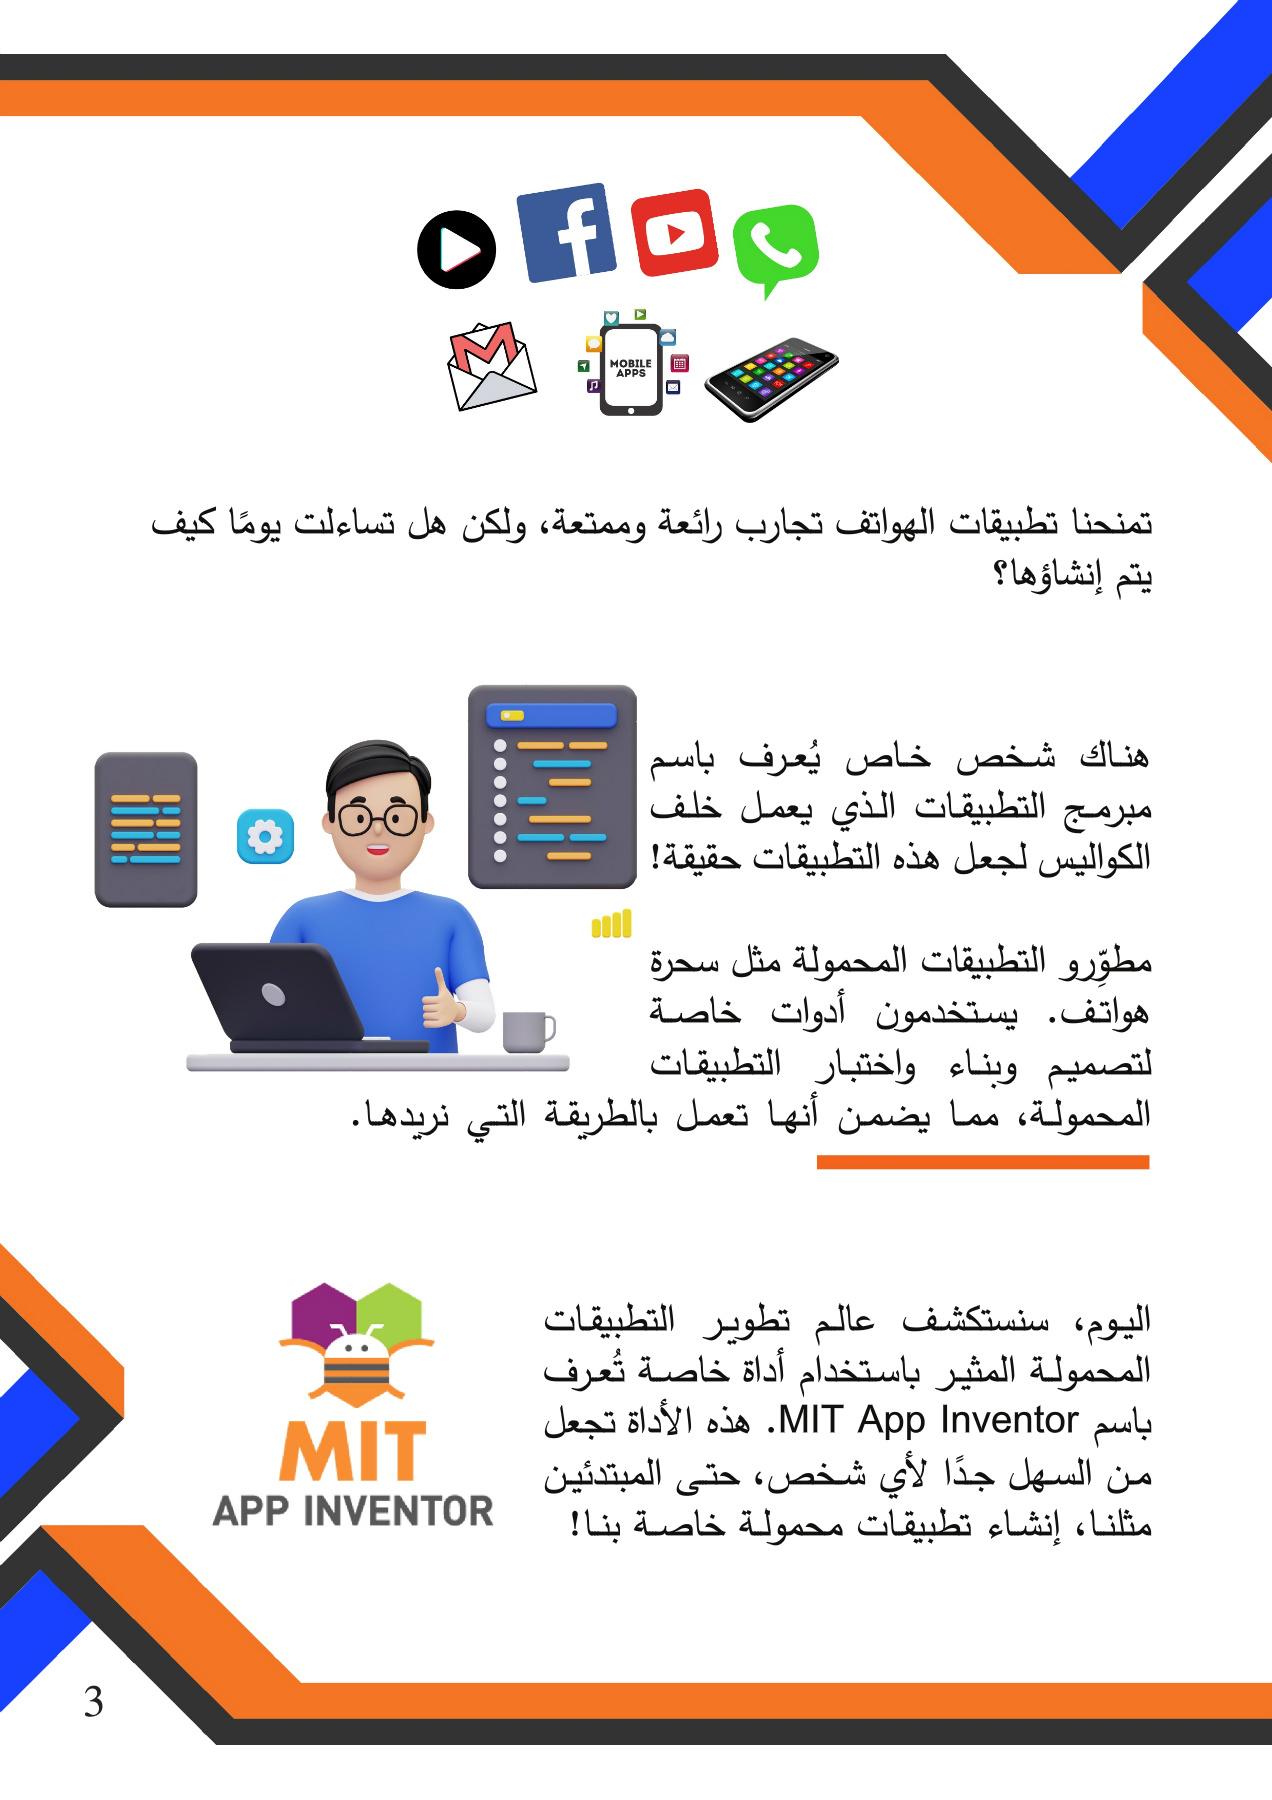 MOBILE
APPS
تمنحنا تطبيقات الهواتف تجارب رائعة وممتعة، ولكن هل تساءلت يومًا كيف
يتم إنشاؤها؟
هناك شخص خاص يُعرف باسم
مبرمج التطبيقات الذي يعمل خلف
الكواليس لجعل هذه التطبيقات حقيقة!
مطوِّرو التطبيقات المحمولة مثل سحرة
هواتف. يستخدمون أدوات خاصة
لتصميم وبناء واختبار التطبيقات
المحمولة، مما يضمن أنها تعمل بالطريقة التي نريدها.
اليوم، سنستكشف عالم تطوير التطبيقات
المحمولة المثير باستخدام أداة خاصة تُعرف
باسم MIT App Inventor. هذه الأداة تجعل
من السهل جدًا لأي شخص، حتى المبتدئين
مثلنا، إنشاء تطبيقات محمولة خاصة بنا!
MIT
APP INVENTOR
3